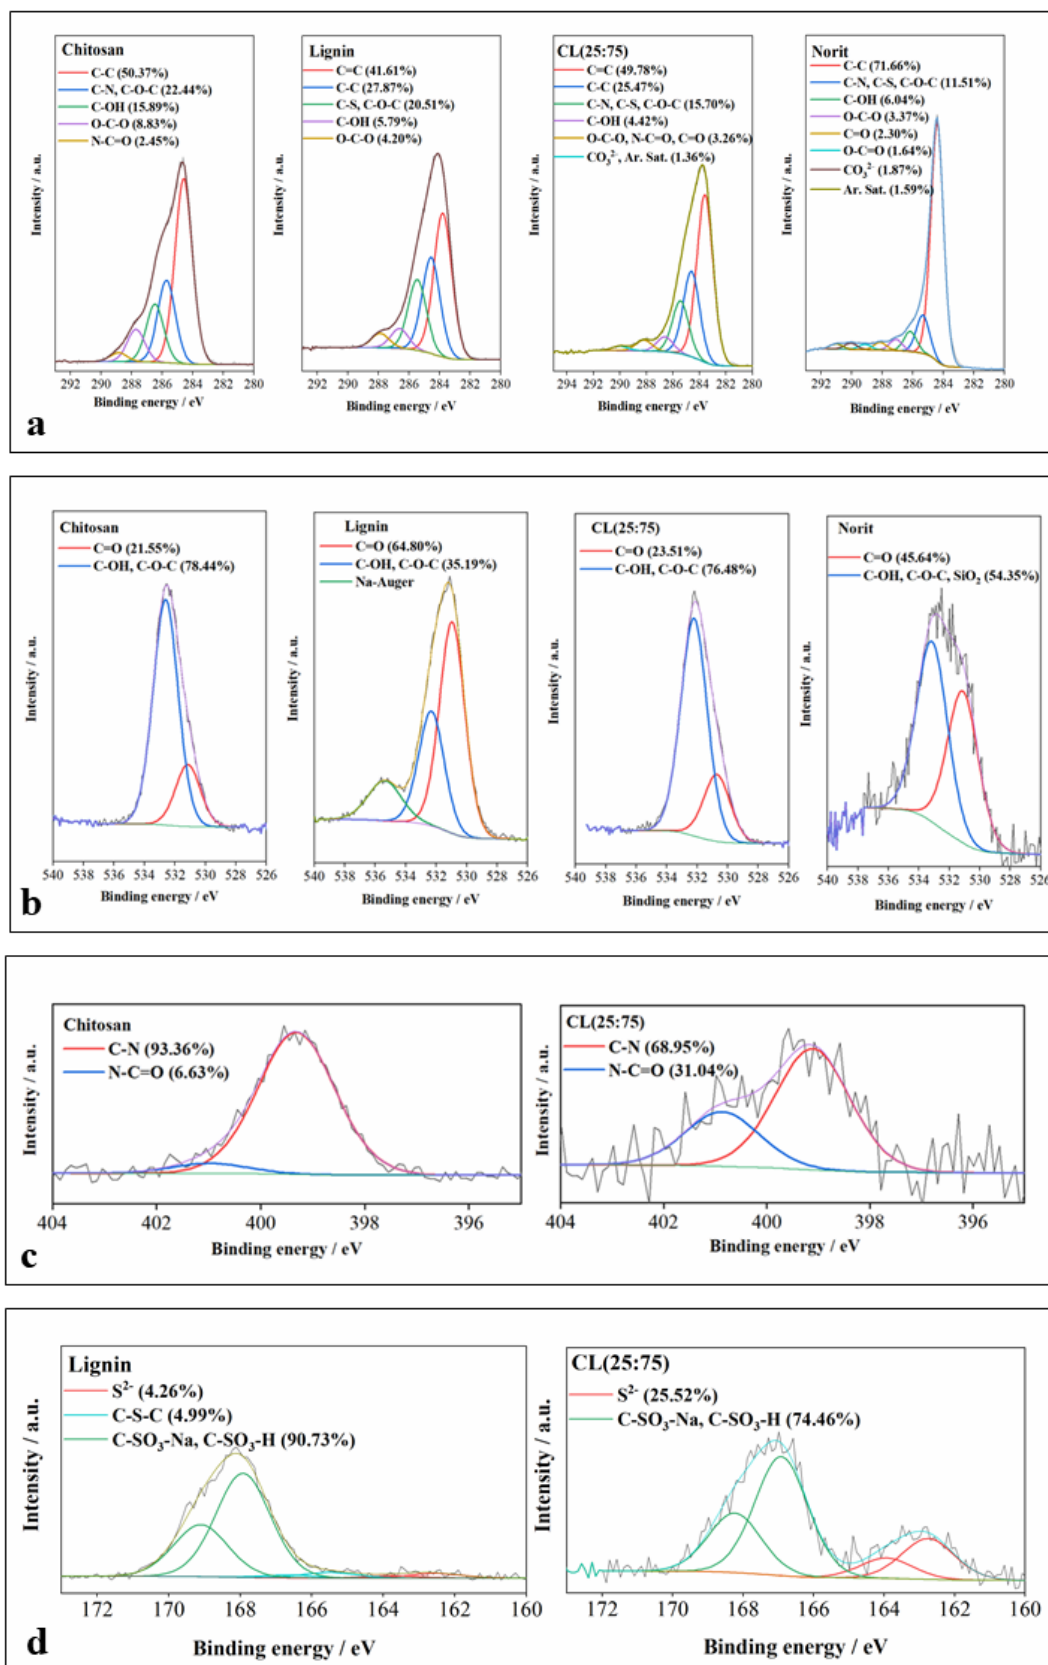 Chitosan
C-C (50.37%)
C-N, C-O-C (22.44%)
C-OH (15.89%)
O-C-O (8.83%)
N-C=O (2.45%)
Intensity / a.u.
292 290 288 286 284 282 280
Binding energy / eV
Lignin
C=C (41.61%)
C-C (27.87%)
C-S, C-O-C (20.51%)
C-OH (5.79%)
O-C-O (4.20%)
Intensity / a.u.
292 290 288 286 284 282 280
Binding energy / eV
CL(25:75)
C=C (49.78%)
C-C (25.47%)
C-N, C-S, C-O-C (15.70%)
C-OH (4.42%)
O-C-O, N-C=O, C=O (3.26%)
CO₃²⁻, Ar. Sat. (1.36%)
Intensity / a.u.
294 292 290 288 286 284 282 280
Binding energy / eV
Norit
C-C (71.66%)
C-N, C-S, C-O-C (11.51%)
C-OH (6.04%)
O-C-O (3.37%)
C=O (2.30%)
O-C=O (1.64%)
CO₃²⁻ (1.87%)
Ar. Sat. (1.59%)
Intensity / a.u.
292 290 288 286 284 282 280
Binding energy / eV
a
Chitosan
C=O (21.55%)
C-OH, C-O-C (78.44%)
Intensity / a.u.
540 538 536 534 532 530 528 526
Binding energy / eV
Lignin
C=O (64.80%)
C-OH, C-O-C (35.19%)
Na-Auger
Intensity / a.u.
540 538 536 534 532 530 528 526
Binding energy / eV
CL(25:75)
C=O (23.51%)
C-OH, C-O-C (76.48%)
Intensity / a.u.
540 538 536 534 532 530 528 526
Binding energy / eV
Norit
C=O (45.64%)
C-OH, C-O-C, SiO₂ (54.35%)
Intensity / a.u.
540 538 536 534 532 530 528 526
Binding energy / eV
b
Chitosan
C-N (93.36%)
N-C=O (6.63%)
Intensity / a.u.
404 402 400 398 396
Binding energy / eV
CL(25:75)
C-N (68.95%)
N-C=O (31.04%)
Intensity / a.u.
404 402 400 398 396
Binding energy / eV
c
Lignin
S²⁻ (4.26%)
C-S-C (4.99%)
C-SO₃-Na, C-SO₃-H (90.73%)
Intensity / a.u.
172 170 168 166 164 162 160
Binding energy / eV
CL(25:75)
S²⁻ (25.52%)
C-SO₃-Na, C-SO₃-H (74.46%)
Intensity / a.u.
172 170 168 166 164 162 160
Binding energy / eV
d